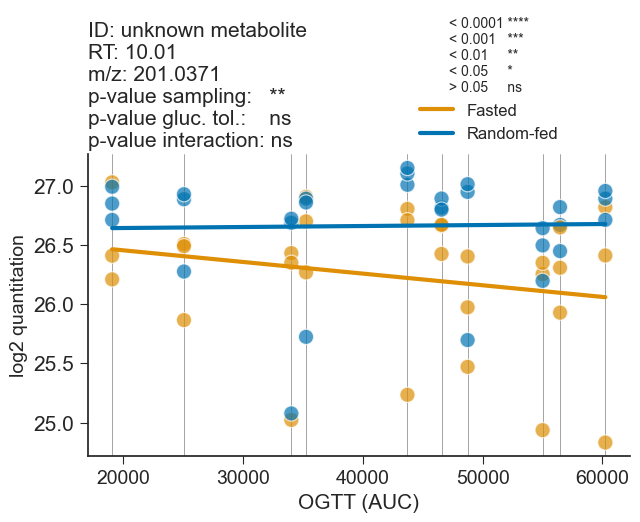 ID: unknown metabolite
RT: 10.01
m/z: 201.0371
p-value sampling: **
p-value gluc. tol.: ns
p-value interaction: ns
< 0.0001 ****
< 0.001 ***
< 0.01 **
< 0.05 *
> 0.05 ns
Fasted
Random-fed
log2 quantitation
27.0
26.5
26.0
25.5
25.0
20000 30000 40000 50000 60000
OGTT (AUC)